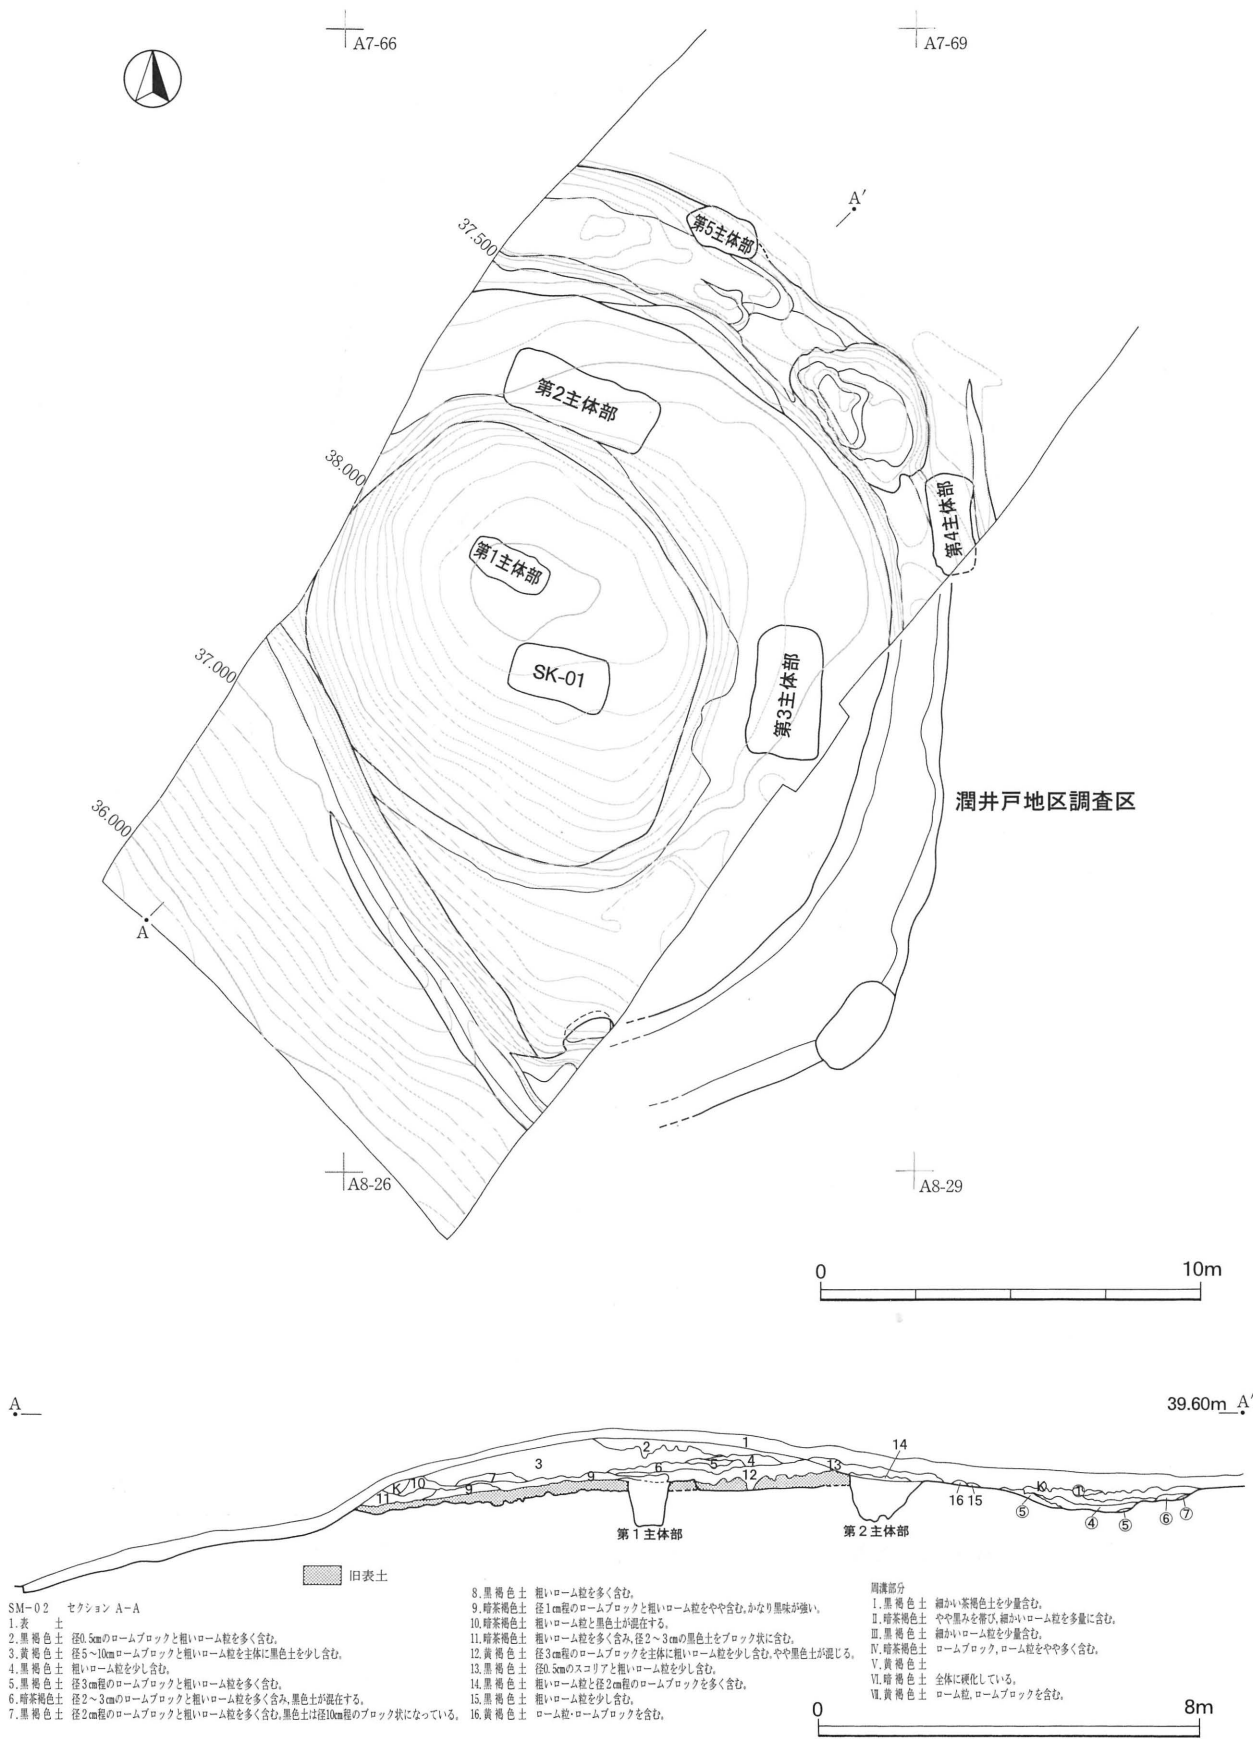 A7-66
A7-69
A′
37.500
第5主体部
第2主体部
38.000
第4主体部
第1主体部
37.000
SK-01
第3主体部
潤井戸地区調査区
36.000
A
A8-26
A8-29
0 10m
A
39.60m A′
1
2
14
3
4
5
6
13
7
12
9
K
10
9
11
16 15
K
I
⑤
④
⑤
⑥
⑦
第1主体部
第2主体部
旧表土
SM-02 セクション A-A
1.表 土
2.黒褐色土 径0.5cmのロームブロックと粗いローム粒を多く含む。
3.黄褐色土 径5~10cmロームブロックと粗いローム粒を主体に黒色土を少し含む。
4.黒褐色土 粗いローム粒を少し含む。
5.黒褐色土 径3cm程のロームブロックと粗いローム粒を多く含む。
6.暗茶褐色土 径2~3cmのロームブロックと粗いローム粒を多く含み,黒色土が混在する。
7.黒褐色土 径2cm程のロームブロックと粗いローム粒を多く含む,黒色土は径10cm程のブロック状になっている。
8.黒褐色土 粗いローム粒を多く含む。
9.暗茶褐色土 径1cm程のロームブロックと粗いローム粒をやや含む,かなり黒味が強い。
10.暗茶褐色土 粗いローム粒と黒色土が混在する。
11.暗茶褐色土 粗いローム粒を多く含み,径2~3cmの黒色土をブロック状に含む。
12.黄褐色土 径3cm程のロームブロックを主体に粗いローム粒を少し含む,やや黒色土が混じる。
13.黒褐色土 径0.5cmのスコリアと粗いローム粒を少し含む。
14.黒褐色土 粗いローム粒と径2cm程のロームブロックを多く含む。
15.黒褐色土 粗いローム粒を少し含む。
16.黄褐色土 ローム粒・ロームブロックを含む。
周溝部分
Ⅰ.黒褐色土 細かい茶褐色土を少量含む。
Ⅱ.暗茶褐色土 やや黒みを帯び,細かいローム粒を多量に含む。
Ⅲ.黒褐色土 細かいローム粒を少量含む。
Ⅳ.暗茶褐色土 ロームブロック,ローム粒をやや多く含む。
Ⅴ.黄褐色土
Ⅵ.暗褐色土 全体に硬化している。
Ⅶ.黄褐色土 ローム粒,ロームブロックを含む。
0 8m